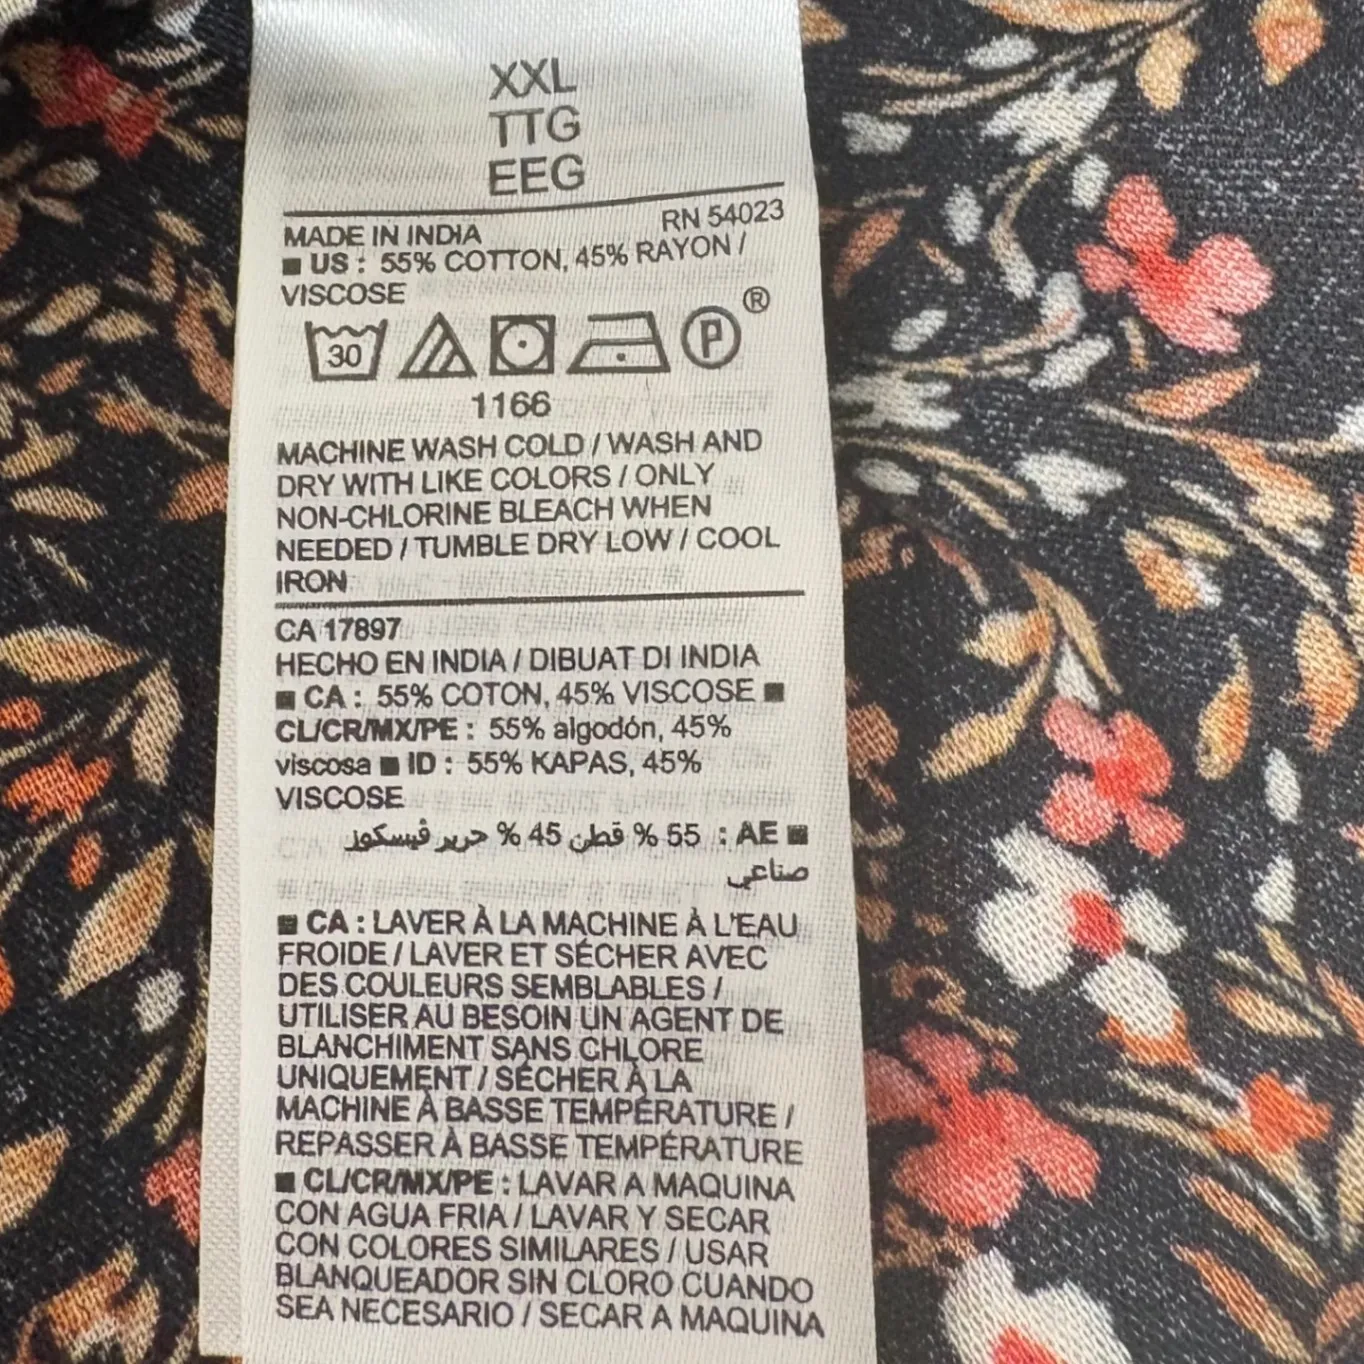 XXL
TTG
EEG
RN 54023
MADE IN INDIA
■ US : 55% COTTON, 45% RAYON /
VISCOSE
30 P ®
1166
MACHINE WASH COLD / WASH AND
DRY WITH LIKE COLORS / ONLY
NON-CHLORINE BLEACH WHEN
NEEDED / TUMBLE DRY LOW / COOL
IRON
CA 17897
HECHO EN INDIA / DIBUAT DI INDIA
■ CA : 55% COTON, 45% VISCOSE ■
CL/CR/MX/PE : 55% algodón, 45%
viscosa ■ ID : 55% KAPAS, 45%
VISCOSE
■ AE : 55 % قطن 45 % حرير ڤيسكوز
صناعي
■ CA : LAVER À LA MACHINE À L'EAU
FROIDE / LAVER ET SÉCHER AVEC
DES COULEURS SEMBLABLES /
UTILISER AU BESOIN UN AGENT DE
BLANCHIMENT SANS CHLORE
UNIQUEMENT / SÉCHER À LA
MACHINE À BASSE TEMPÉRATURE /
REPASSER À BASSE TEMPÉRATURE
■ CL/CR/MX/PE : LAVAR A MAQUINA
CON AGUA FRIA / LAVAR Y SECAR
CON COLORES SIMILARES / USAR
BLANQUEADOR SIN CLORO CUANDO
SEA NECESARIO / SECAR A MAQUINA